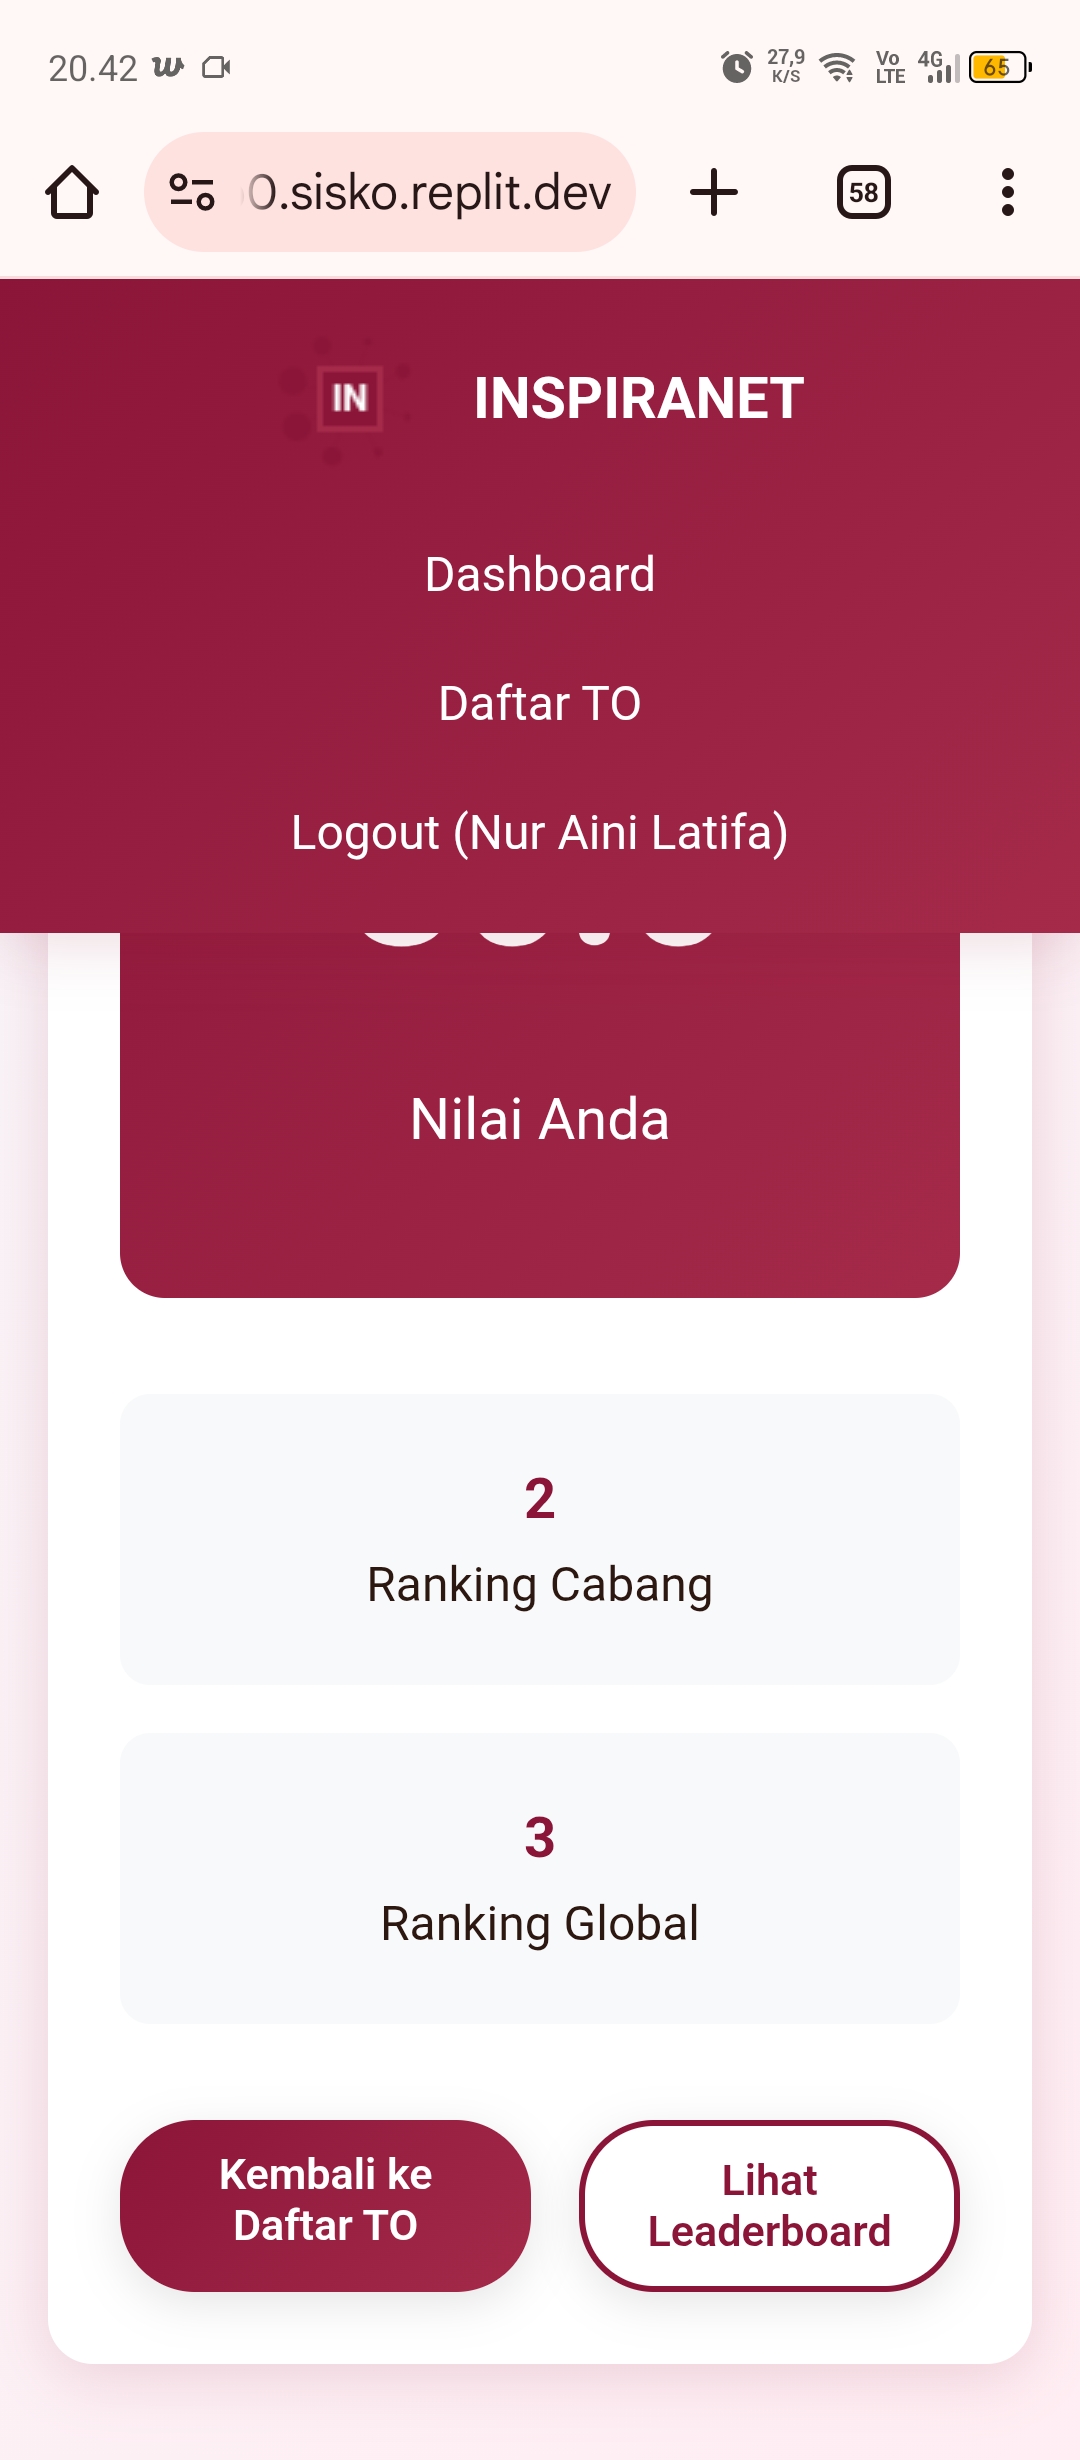 20.42
27,9
K/S
Vo
LTE
4G
65
0.sisko.replit.dev
58
IN
INSPIRANET
Dashboard
Daftar TO
Logout (Nur Aini Latifa)
Nilai Anda
2
Ranking Cabang
3
Ranking Global
Kembali ke
Daftar TO
Lihat
Leaderboard